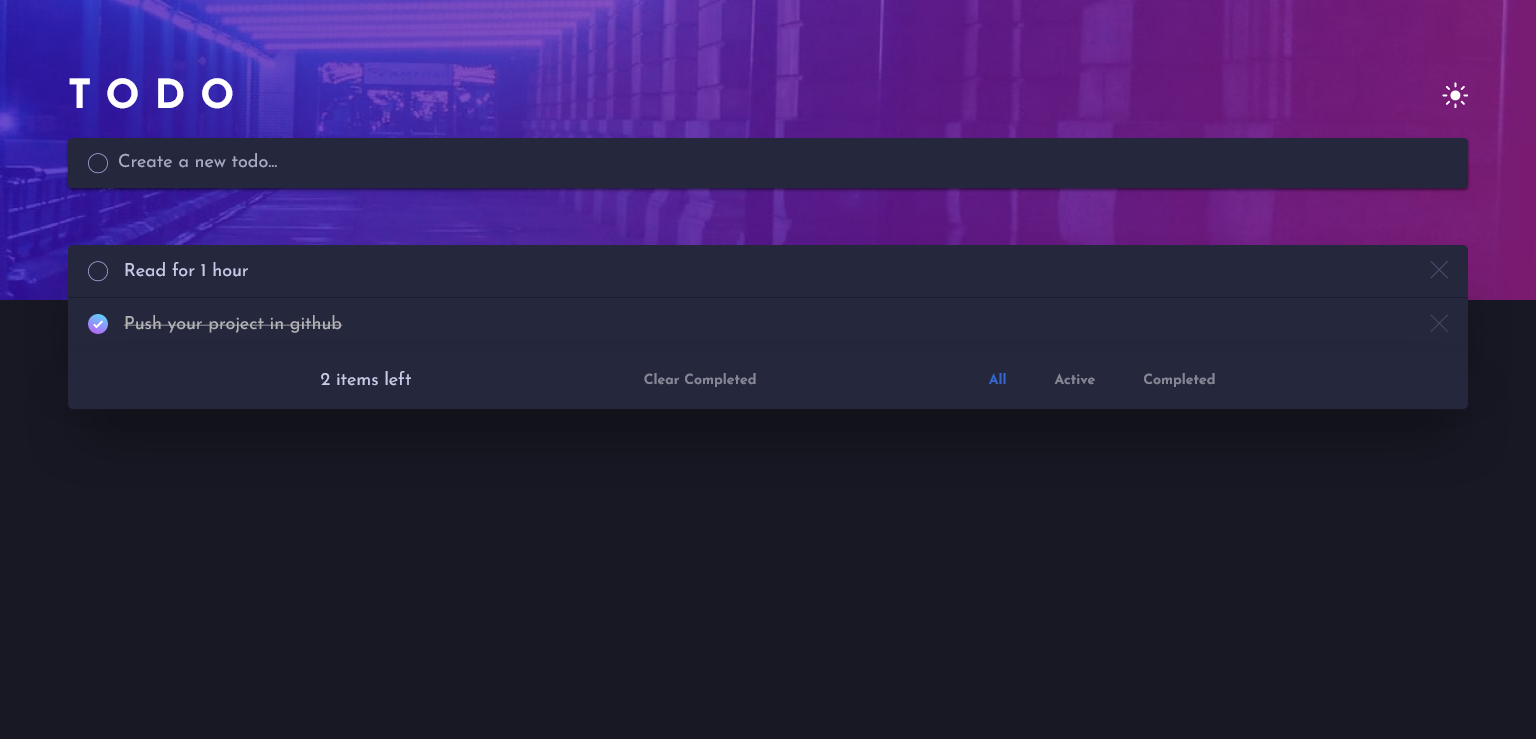 TODO
Create a new todo...
Read for 1 hour
Push your project in github
2 items left Clear Completed All Active Completed